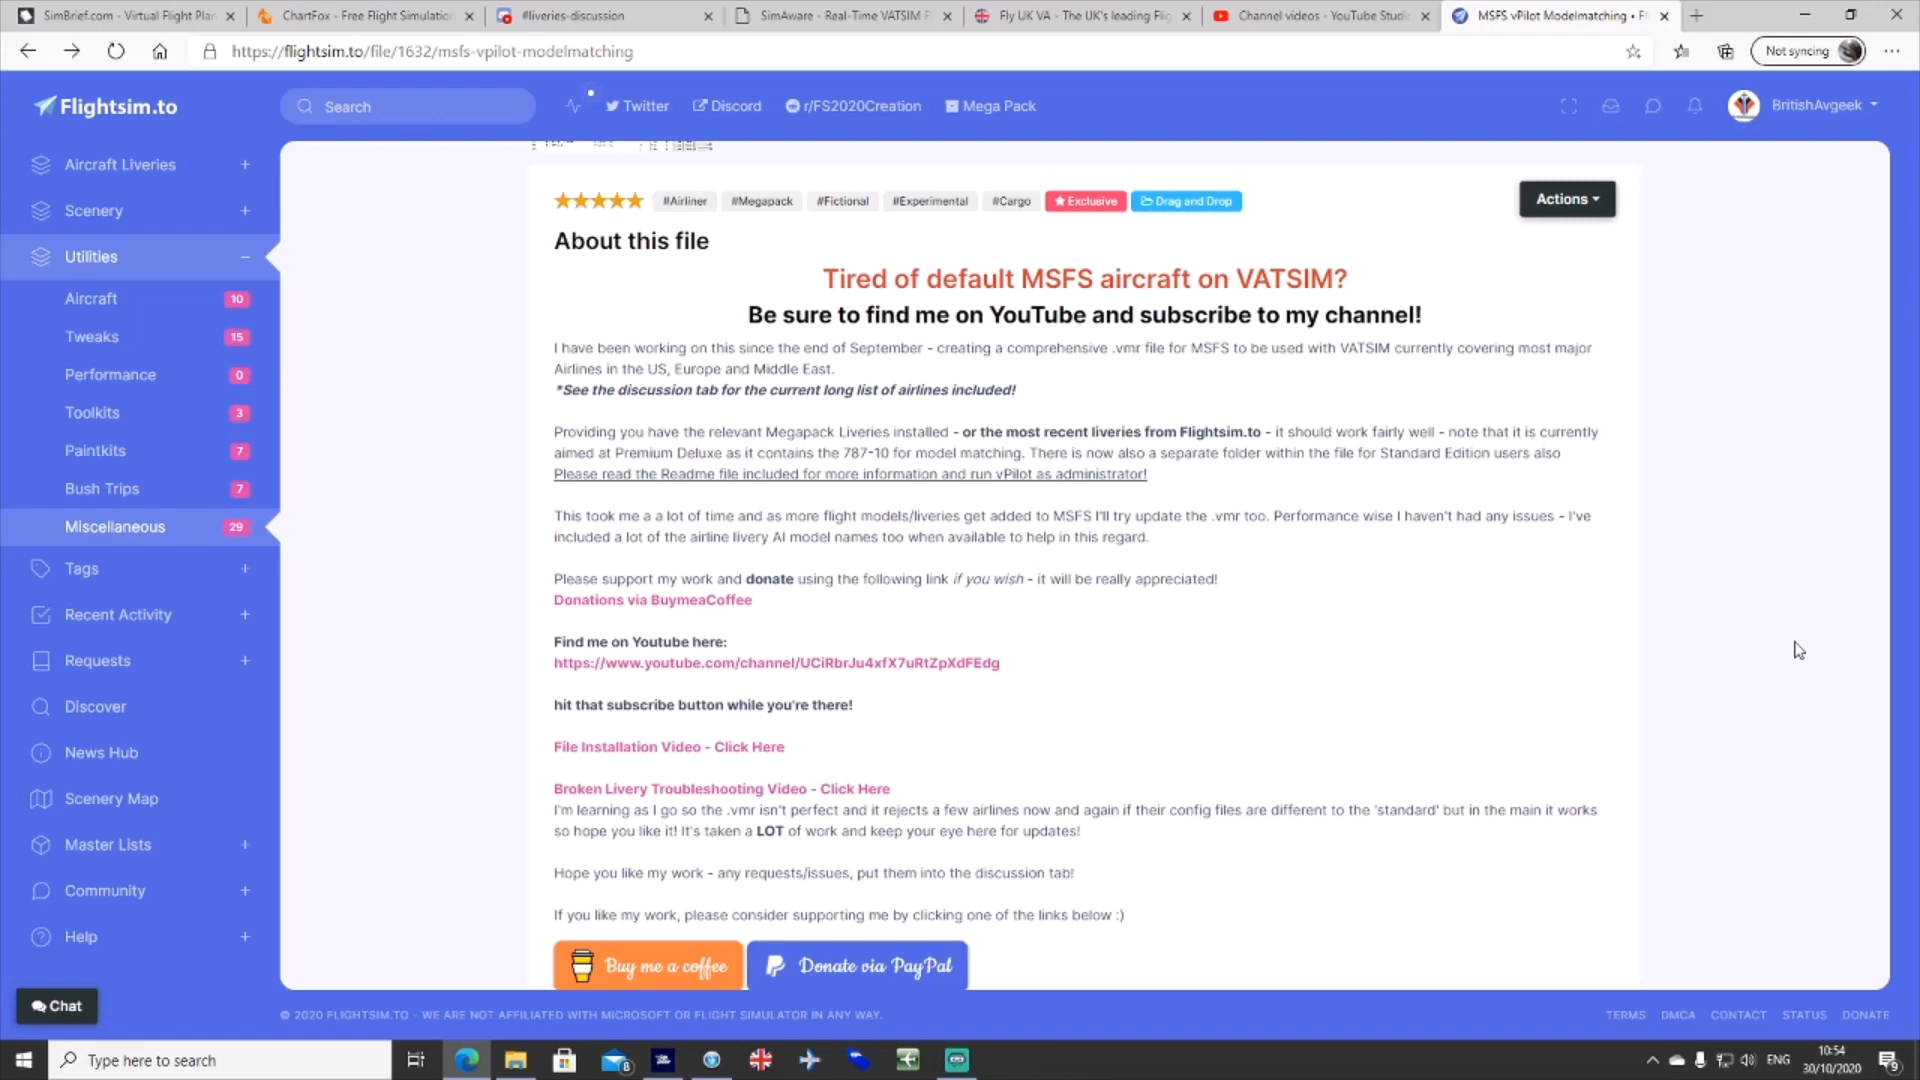 SimBrief.com - Virtual Flight Plan
ChartFox - Free Flight Simulation
#liveries-discussion
SimAware - Real-Time VATSIM F
Fly UK VA - The UK's leading Flig
Channel videos - YouTube Studio
MSFS vPilot Modelmatching • F
https://flightsim.to/file/1632/msfs-vpilot-modelmatching
Not syncing
Flightsim.to
Search
Twitter
Discord
r/FS2020Creation
Mega Pack
BritishAvgeek
Aircraft Liveries +
Scenery +
Utilities −
Aircraft 10
Tweaks 15
Performance 0
Toolkits 3
Paintkits 7
Bush Trips 7
Miscellaneous 29
Tags +
Recent Activity +
Requests +
Discover
News Hub
Scenery Map
Master Lists +
Community +
Help +
Chat
#Airliner #Megapack #Fictional #Experimental #Cargo Exclusive Drag and Drop
Actions
About this file
Tired of default MSFS aircraft on VATSIM?
Be sure to find me on YouTube and subscribe to my channel!
I have been working on this since the end of September - creating a comprehensive .vmr file for MSFS to be used with VATSIM currently covering most major
Airlines in the US, Europe and Middle East.
*See the discussion tab for the current long list of airlines included!
Providing you have the relevant Megapack Liveries installed - or the most recent liveries from Flightsim.to - it should work fairly well - note that it is currently
aimed at Premium Deluxe as it contains the 787-10 for model matching. There is now also a separate folder within the file for Standard Edition users also
Please read the Readme file included for more information and run vPilot as administrator!
This took me a a lot of time and as more flight models/liveries get added to MSFS I'll try update the .vmr too. Performance wise I haven't had any issues - I've
included a lot of the airline livery AI model names too when available to help in this regard.
Please support my work and donate using the following link if you wish - it will be really appreciated!
Donations via BuymeaCoffee
Find me on Youtube here:
https://www.youtube.com/channel/UCiRbrJu4xfX7uRtZpXdFEdg
hit that subscribe button while you're there!
File Installation Video - Click Here
Broken Livery Troubleshooting Video - Click Here
I'm learning as I go so the .vmr isn't perfect and it rejects a few airlines now and again if their config files are different to the 'standard' but in the main it works
so hope you like it! It's taken a LOT of work and keep your eye here for updates!
Hope you like my work - any requests/issues, put them into the discussion tab!
If you like my work, please consider supporting me by clicking one of the links below :)
Buy me a coffee
Donate via PayPal
© 2020 FLIGHTSIM.TO - WE ARE NOT AFFILIATED WITH MICROSOFT OR FLIGHT SIMULATOR IN ANY WAY.
TERMS DMCA CONTACT STATUS DONATE
Type here to search
8
ENG
10:54
30/10/2020
9